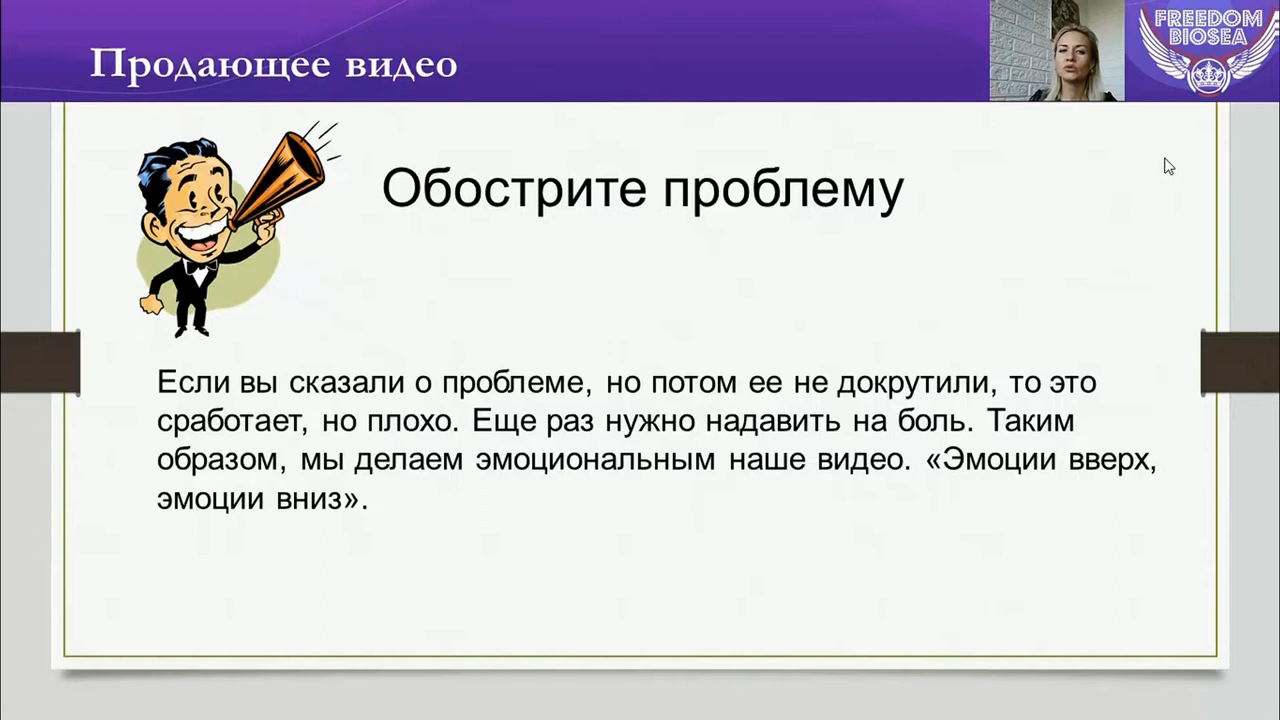 Продающее видео
FREEDOM
BIOSEA
Обострите проблему
Если вы сказали о проблеме, но потом ее не докрутили, то это
сработает, но плохо. Еще раз нужно надавить на боль. Таким
образом, мы делаем эмоциональным наше видео. «Эмоции вверх,
эмоции вниз».